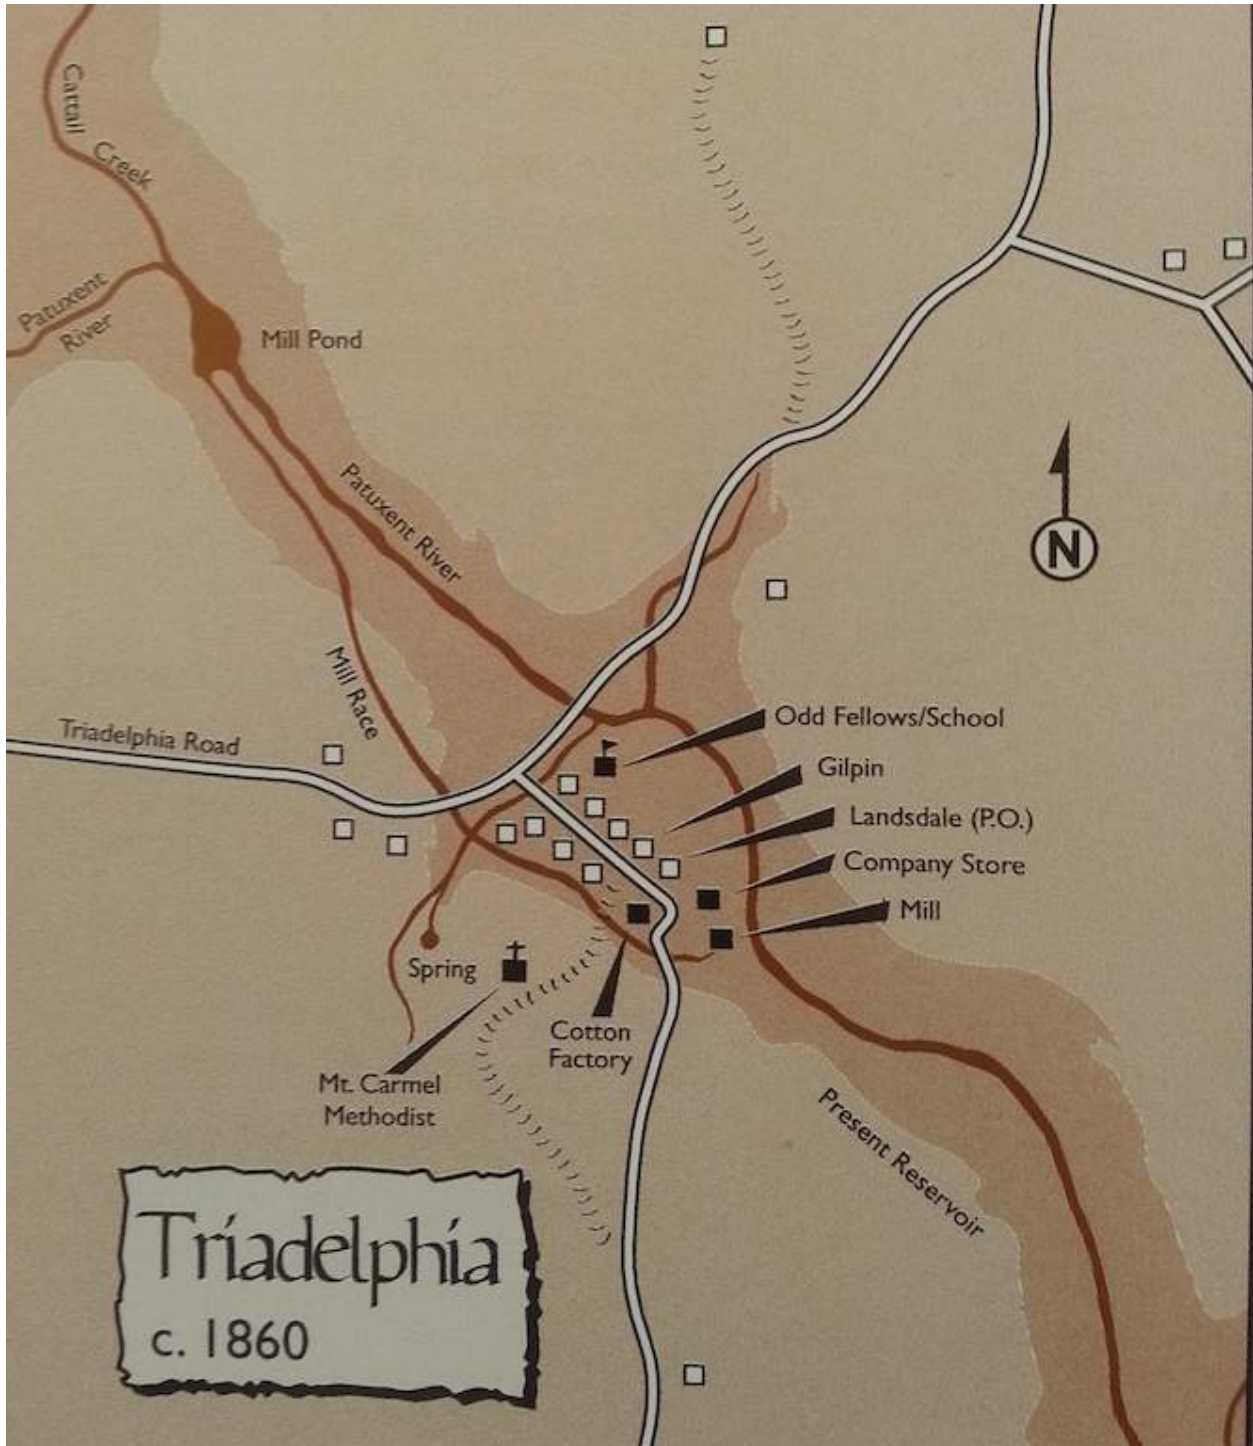 Cattail
Creek
Patuxent
River
Mill Pond
Patuxent River
N
Mill Race
Triadelphia Road
Odd Fellows/School
Gilpin
Landsdale (P.O.)
Company Store
Mill
Spring
Cotton
Factory
Mt. Carmel
Methodist
Present Reservoir
Triadelphia
c. 1860